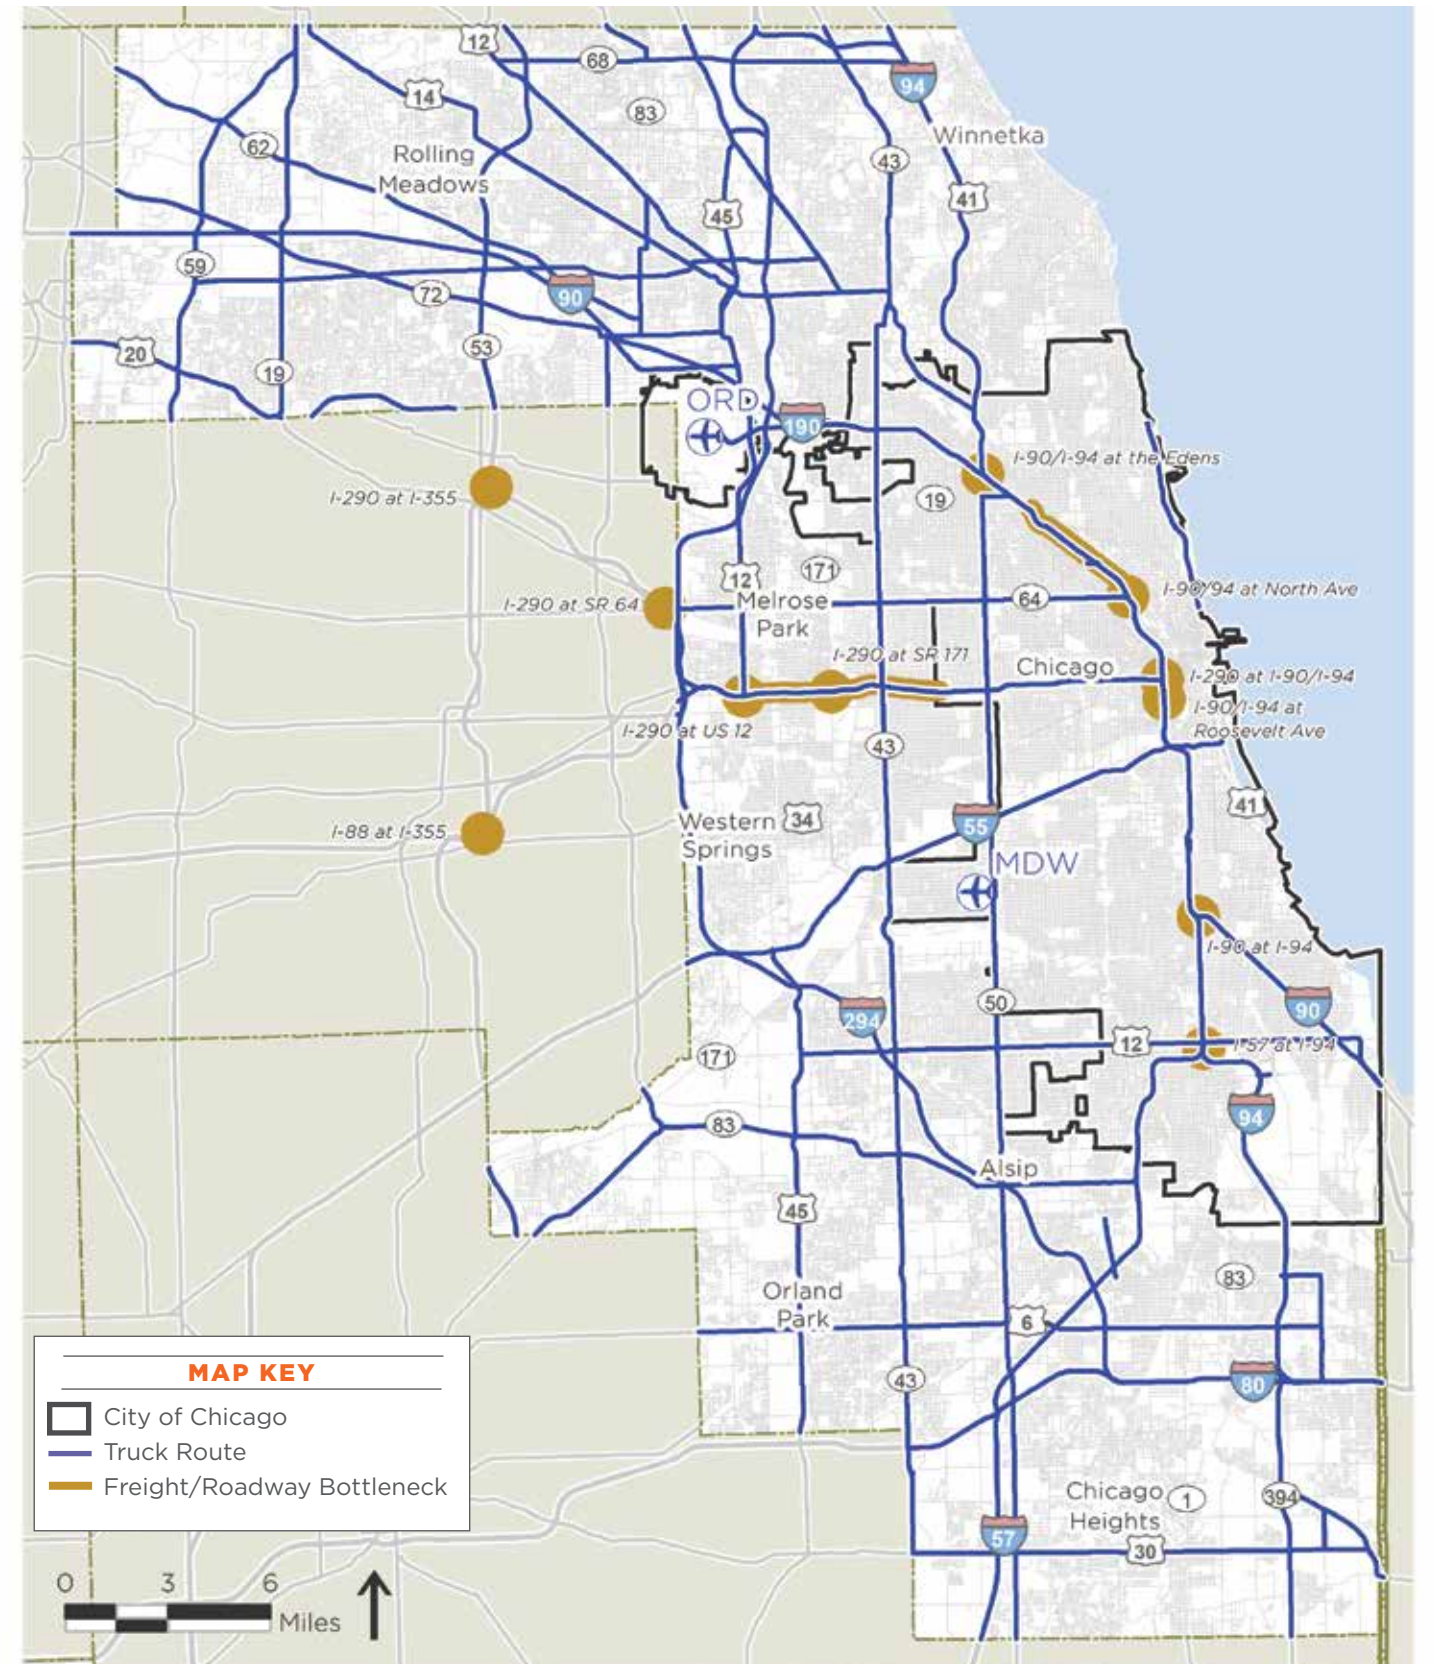 12
68
94
14
83
Winnetka
62
43
Rolling
Meadows
41
45
59
90
72
20
53
19
ORD
190
I-90/I-94 at the Edens
I-290 at I-355
19
171
12
I-90/94 at North Ave
64
Melrose
Park
I-290 at SR 64
I-290 at SR 171
Chicago
I-290 at I-90/I-94
I-90/I-94 at
Roosevelt Ave
I-290 at US 12
43
41
Western
Springs
34
55
I-88 at I-355
MDW
I-90 at I-94
50
90
294
12
I-57 at I-94
171
94
83
Alsip
45
83
Orland
Park
6
43
80
MAP KEY
City of Chicago
Truck Route
Freight/Roadway Bottleneck
Chicago
Heights
1
394
57
30
0 3 6
Miles